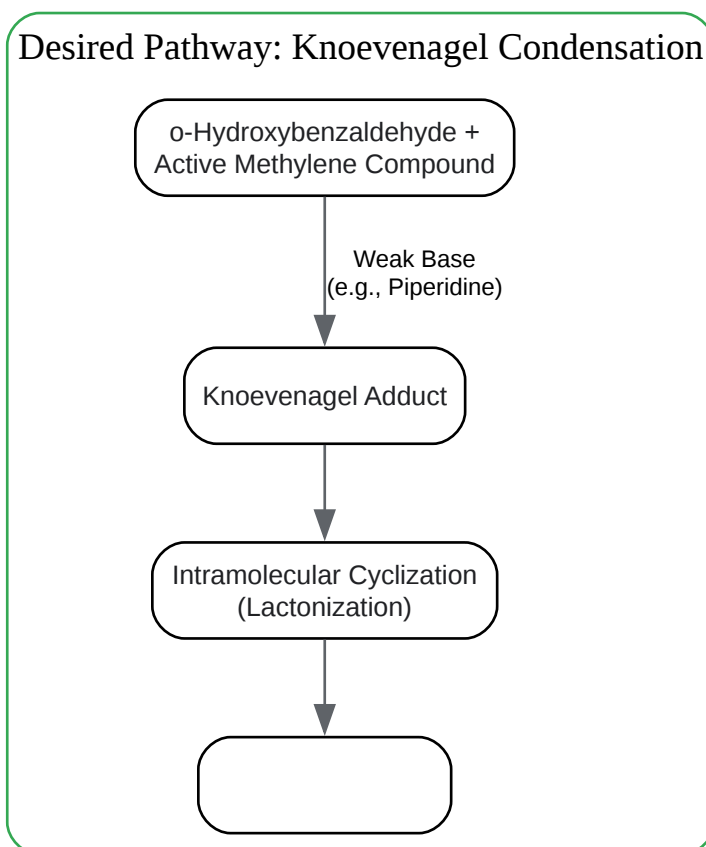 Desired Pathway: Knoevenagel Condensation
o-Hydroxybenzaldehyde +
Active Methylene Compound
Weak Base
(e.g., Piperidine)
Knoevenagel Adduct
Intramolecular Cyclization
(Lactonization)